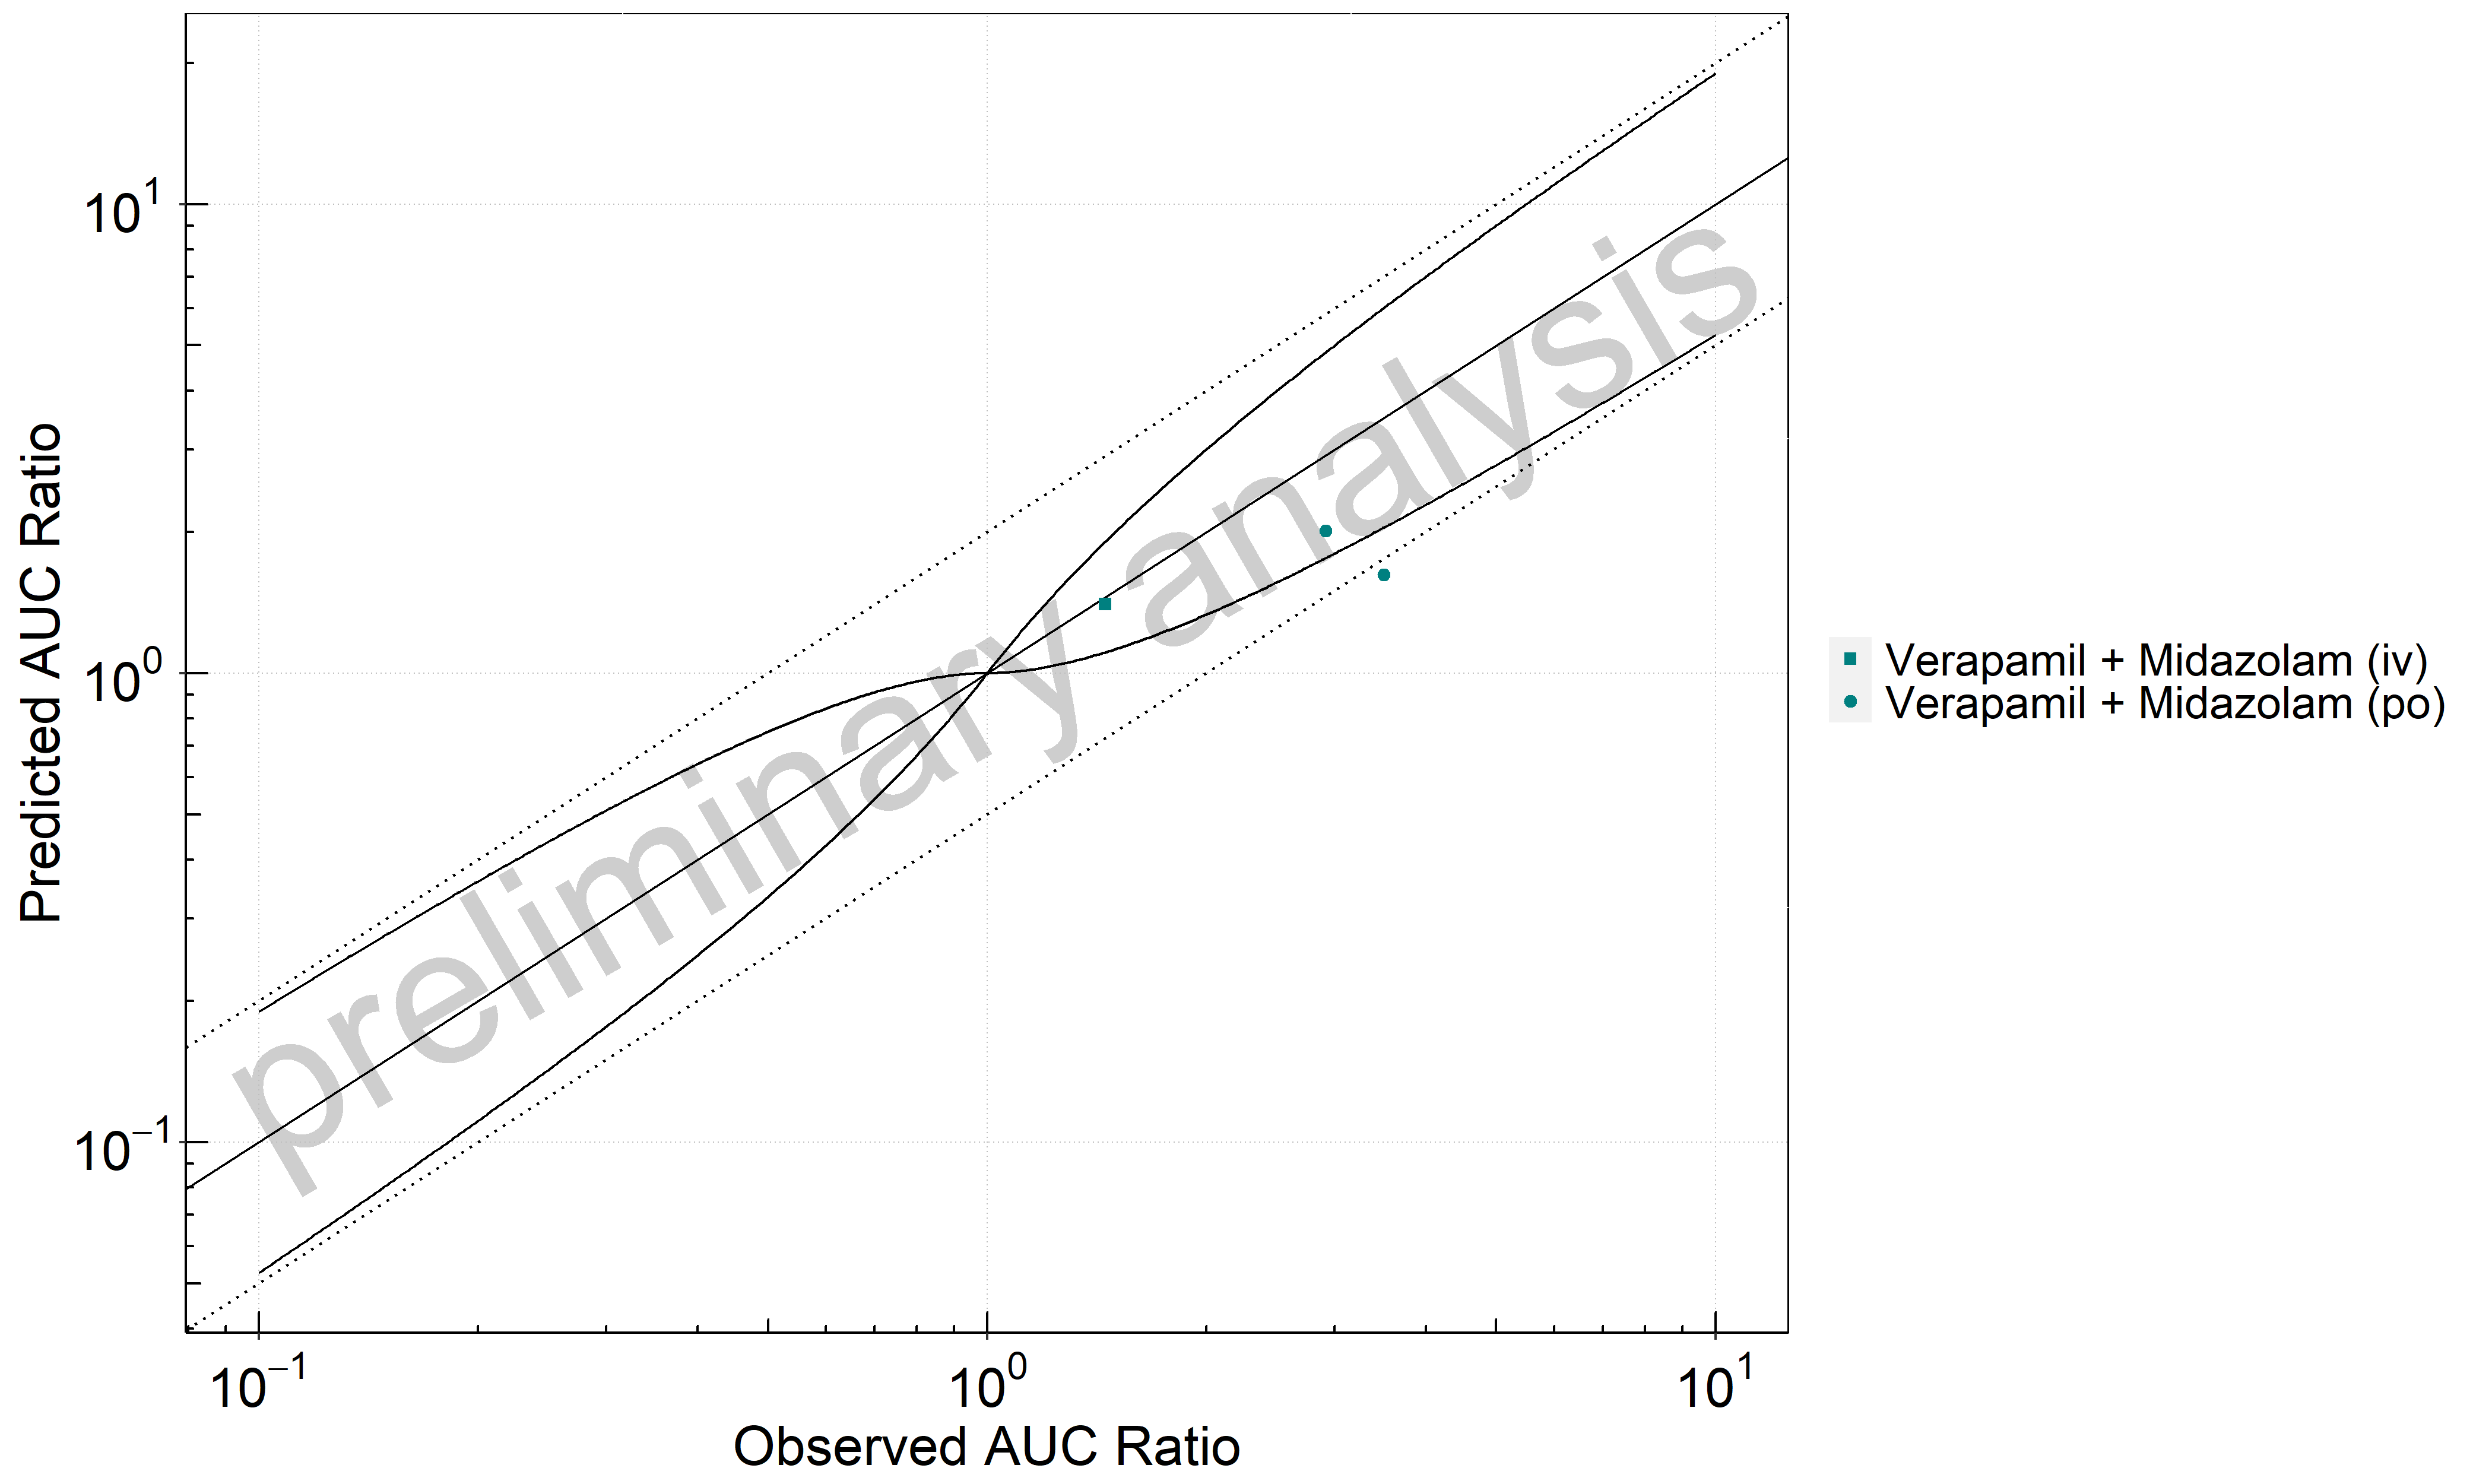 10¹
10⁰
10⁻¹
Predicted AUC Ratio
preliminary analysis
Verapamil + Midazolam (iv)
Verapamil + Midazolam (po)
10⁻¹
10⁰
10¹
Observed AUC Ratio